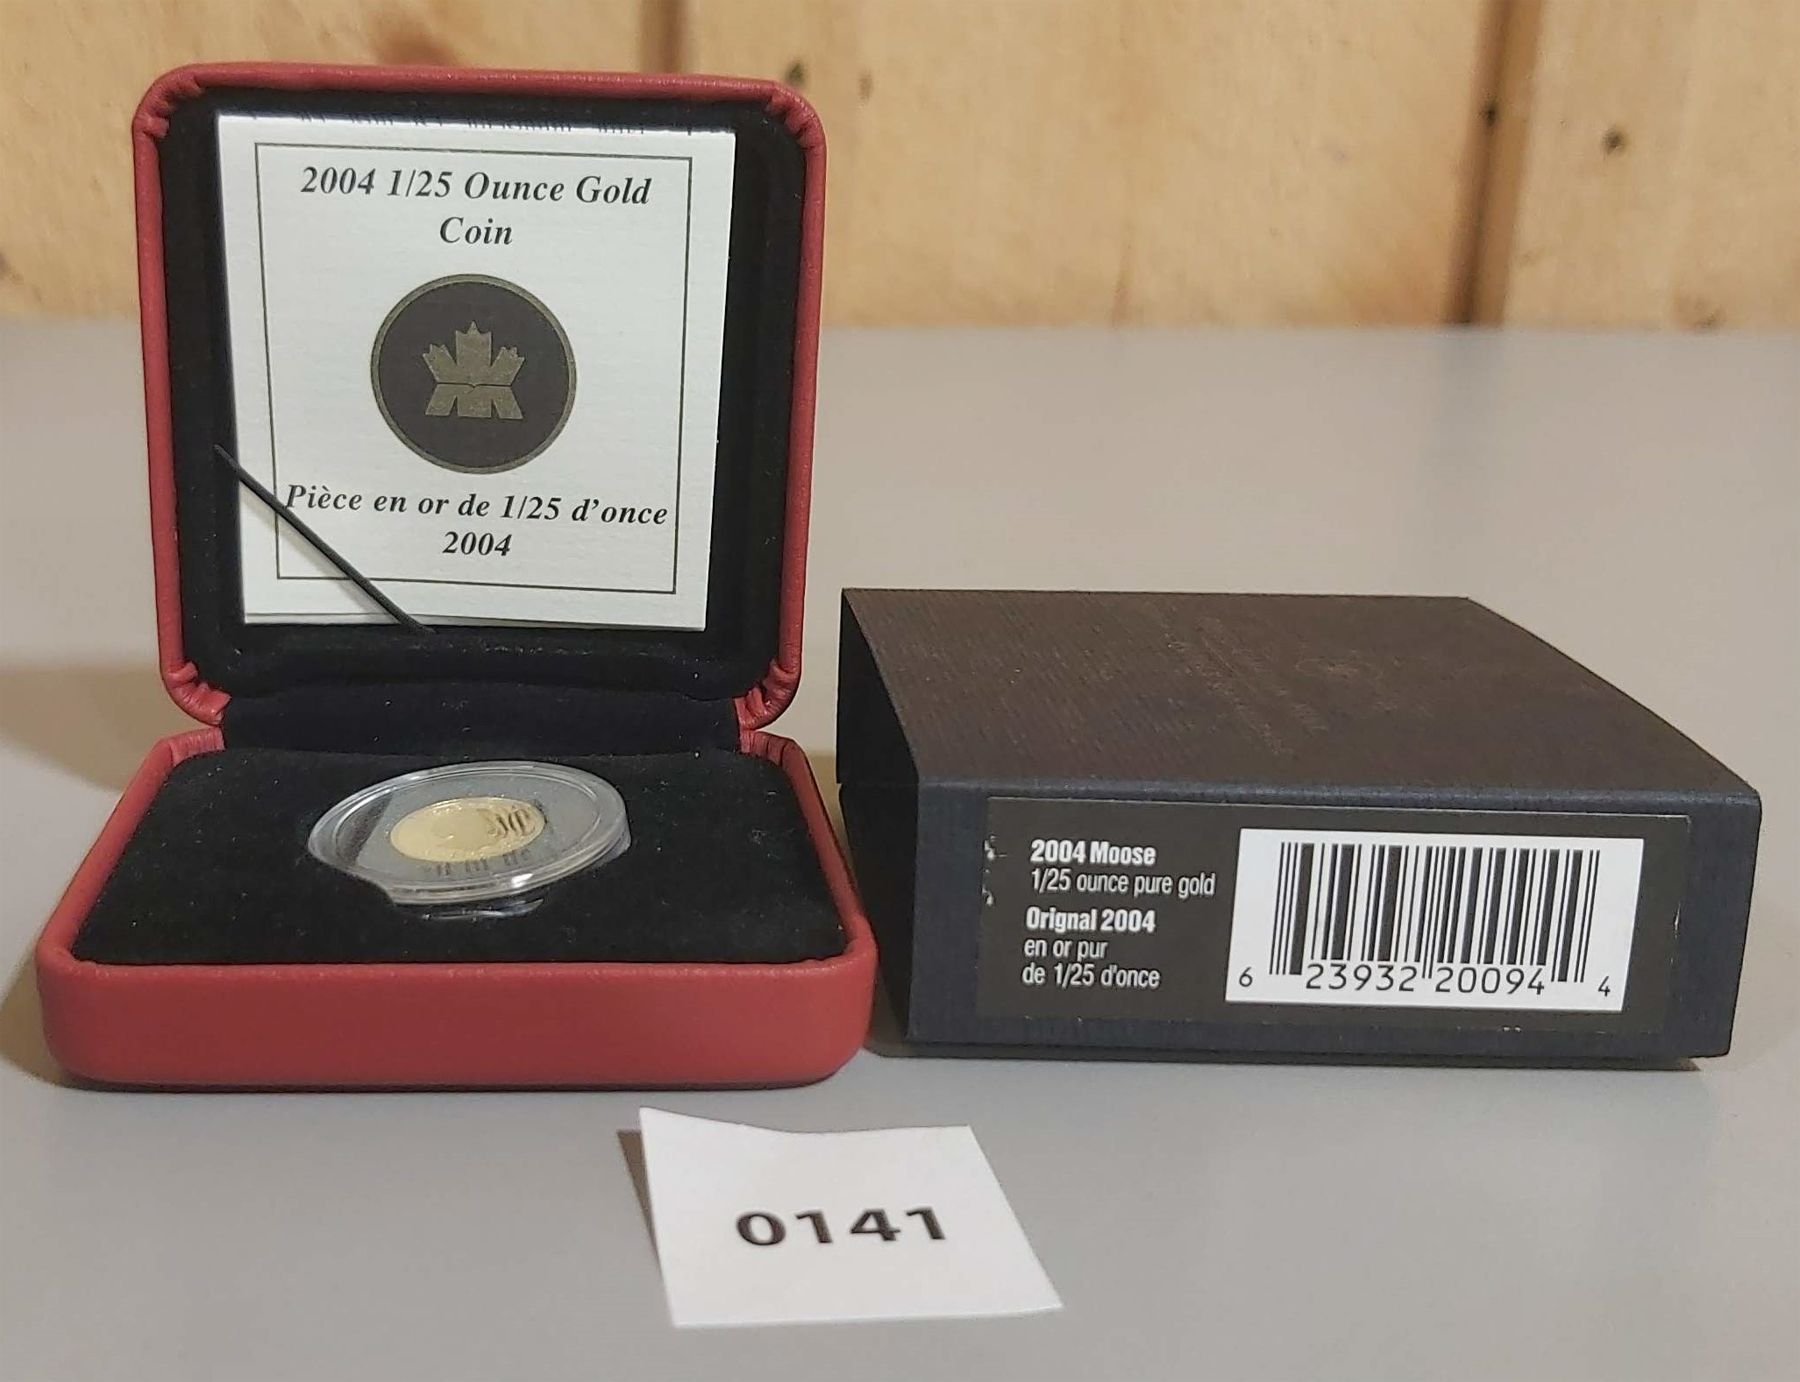 2004 1/25 Ounce Gold
Coin
Pièce en or de 1/25 d'once
2004
2004 Moose
1/25 ounce pure gold
Orignal 2004
en or pur
de 1/25 d'once
6 23932 20094 4
0141